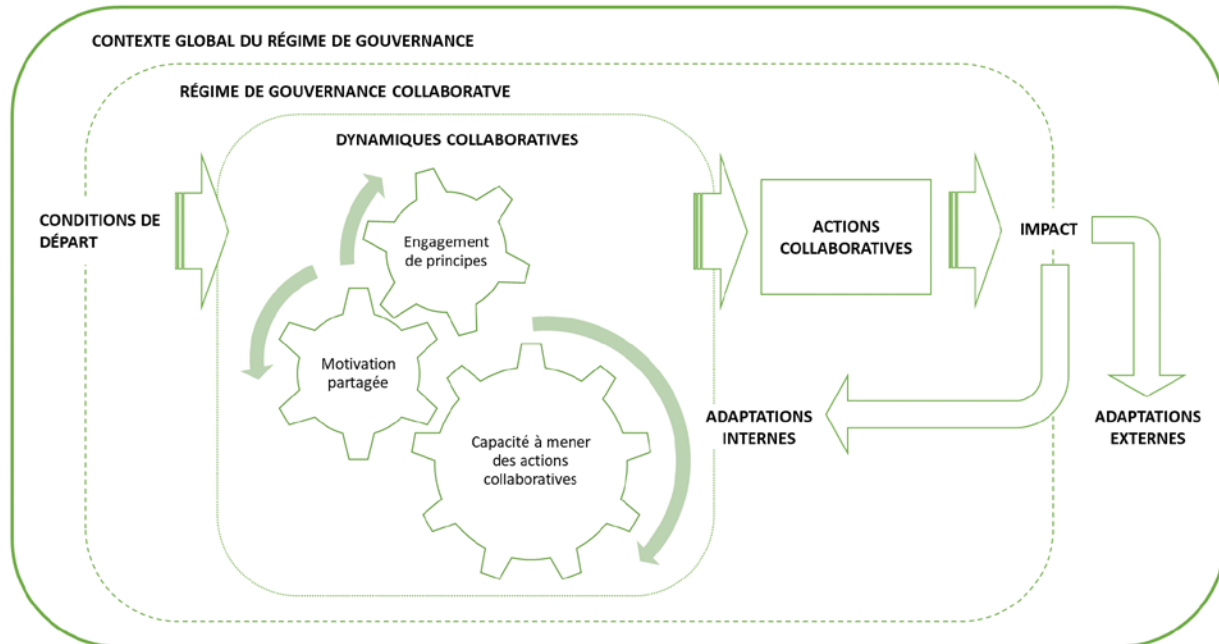 CONTEXTE GLOBAL DU RÉGIME DE GOUVERNANCE
RÉGIME DE GOUVERNANCE COLLABORATVE
DYNAMIQUES COLLABORATIVES
CONDITIONS DE
DÉPART
Engagement
de principes
Motivation
partagée
Capacité à mener
des actions
collaboratives
ACTIONS
COLLABORATIVES
IMPACT
ADAPTATIONS
INTERNES
ADAPTATIONS
EXTERNES